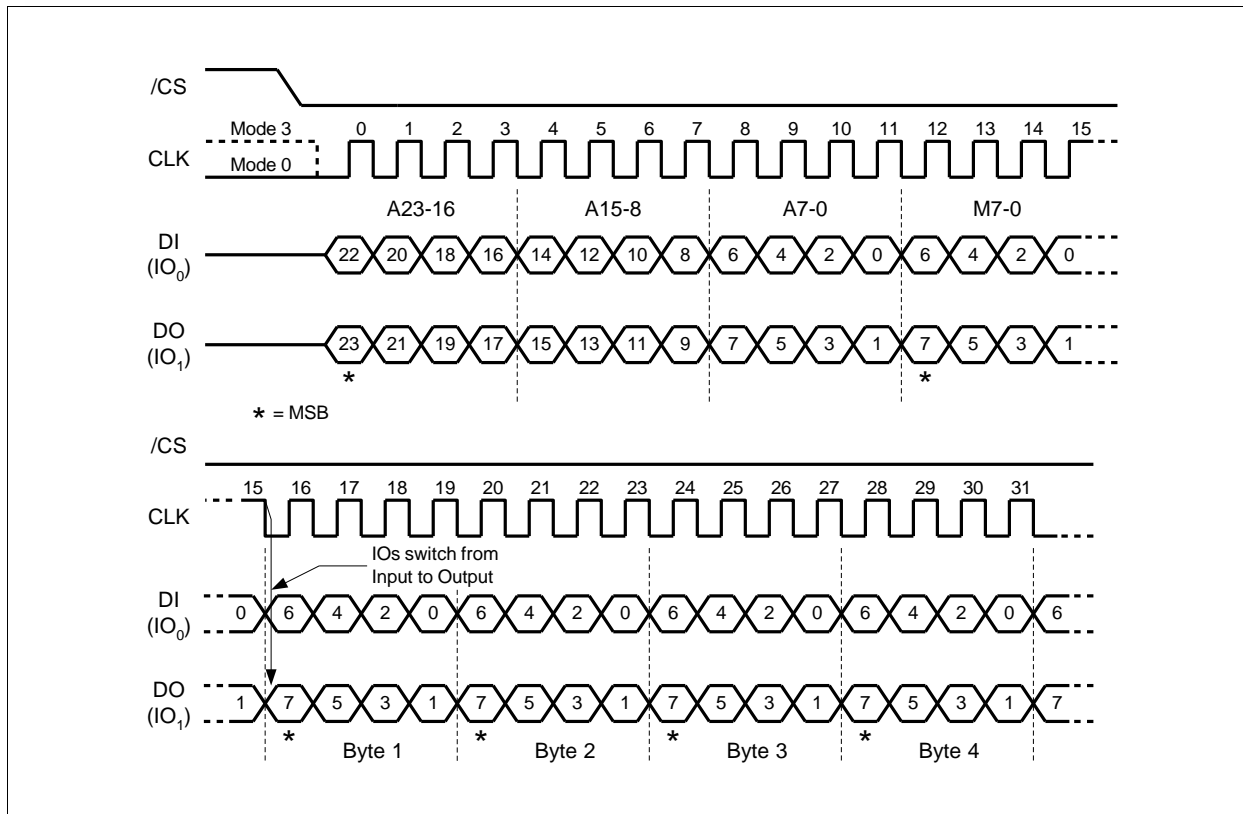 /CS
Mode 3 0 1 2 3 4 5 6 7 8 9 10 11 12 13 14 15
CLK Mode 0
A23-16 A15-8 A7-0 M7-0
DI
(IO0) 22 20 18 16 14 12 10 8 6 4 2 0 6 4 2 0
DO
(IO1) 23 21 19 17 15 13 11 9 7 5 3 1 7 5 3 1
* *
* = MSB
/CS
15 16 17 18 19 20 21 22 23 24 25 26 27 28 29 30 31
CLK
IOs switch from
Input to Output
DI
(IO0) 0 6 4 2 0 6 4 2 0 6 4 2 0 6 4 2 0 6
DO
(IO1) 1 7 5 3 1 7 5 3 1 7 5 3 1 7 5 3 1 7
* * * *
Byte 1 Byte 2 Byte 3 Byte 4